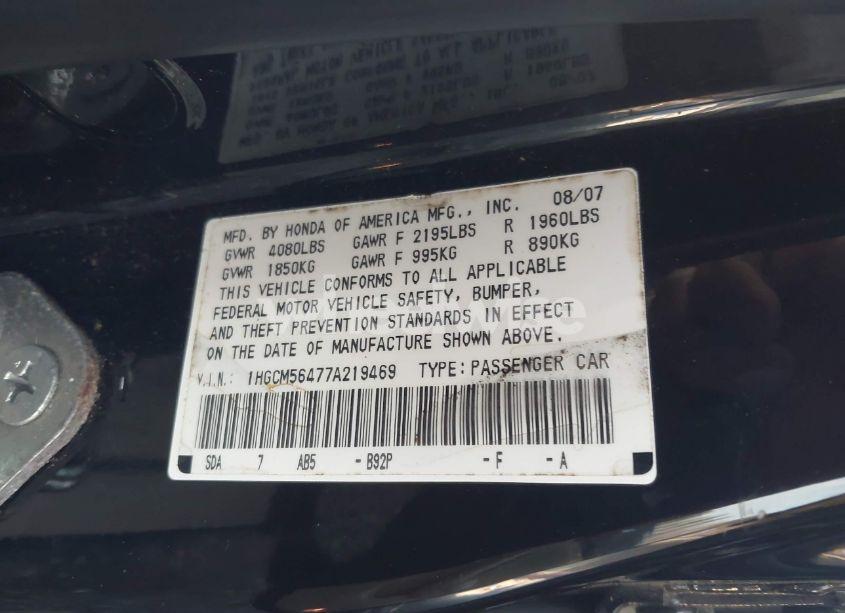 MFD. BY HONDA OF AMERICA MFG., INC. 08/07
GVWR 4080LBS GAWR F 2195LBS R 1960LBS
GVWR 1850KG GAWR F 995KG R 890KG
THIS VEHICLE CONFORMS TO ALL APPLICABLE
FEDERAL MOTOR VEHICLE SAFETY, BUMPER,
AND THEFT PREVENTION STANDARDS IN EFFECT
ON THE DATE OF MANUFACTURE SHOWN ABOVE.
V.I.N.: 1HGCM56477A219469 TYPE: PASSENGER CAR
SDA 7 AB5 - B92P - F - A